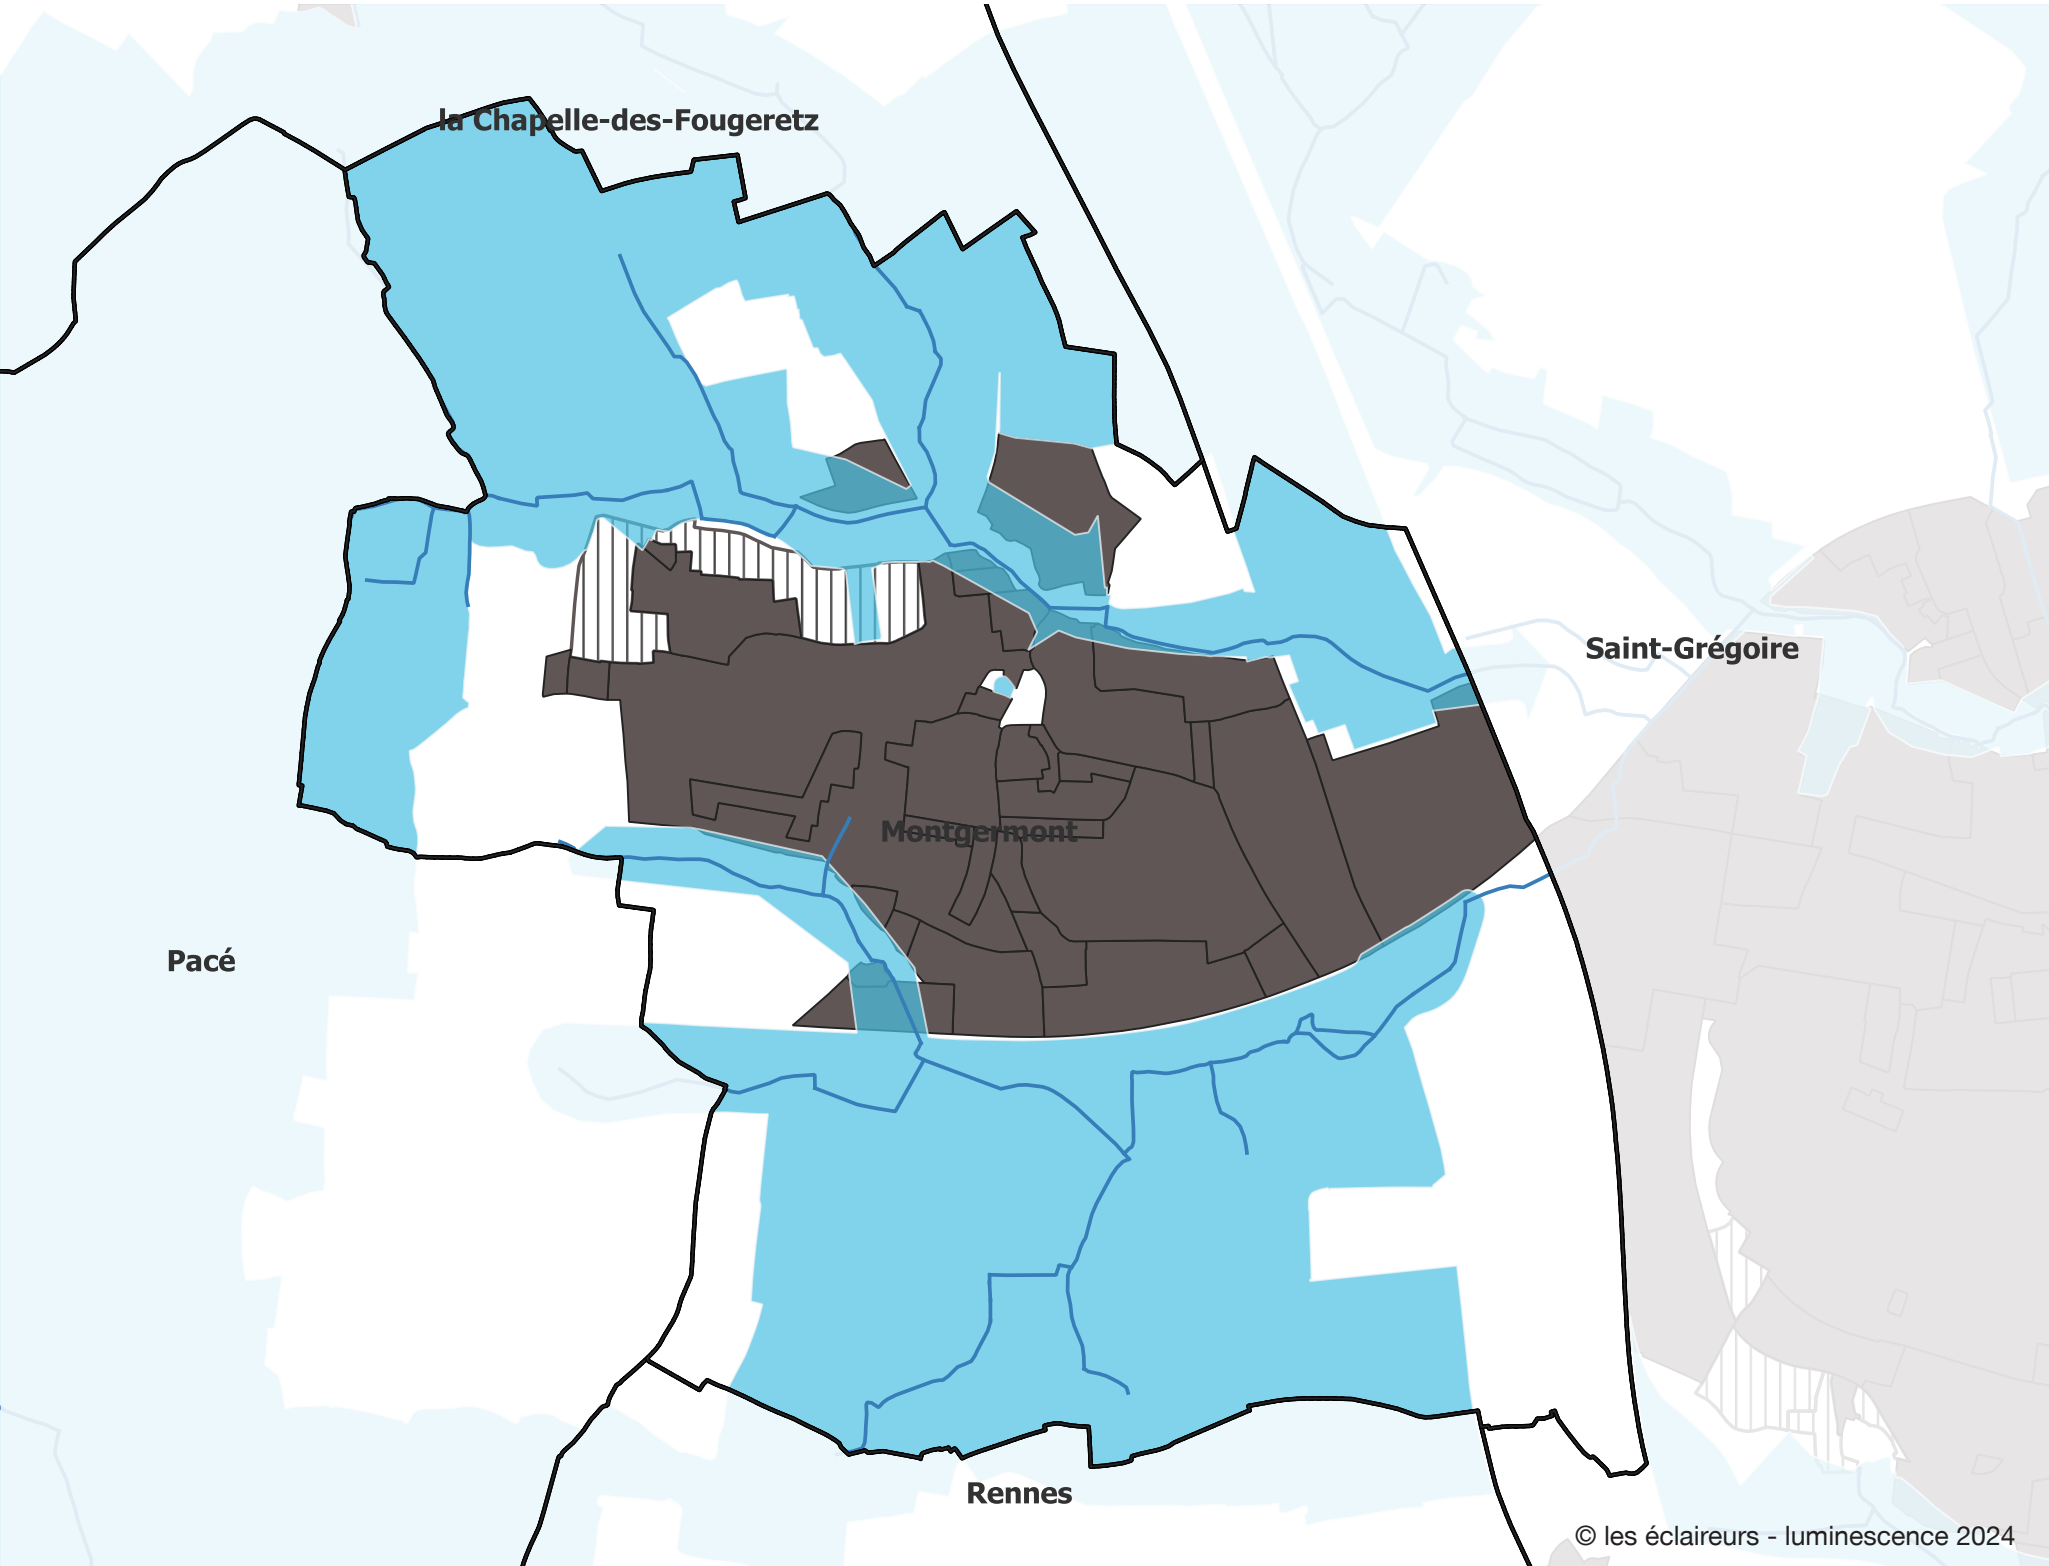 la Chapelle-des-Fougeretz
Saint-Grégoire
Montgermont
Pacé
Rennes
© les éclaireurs - luminescence 2024